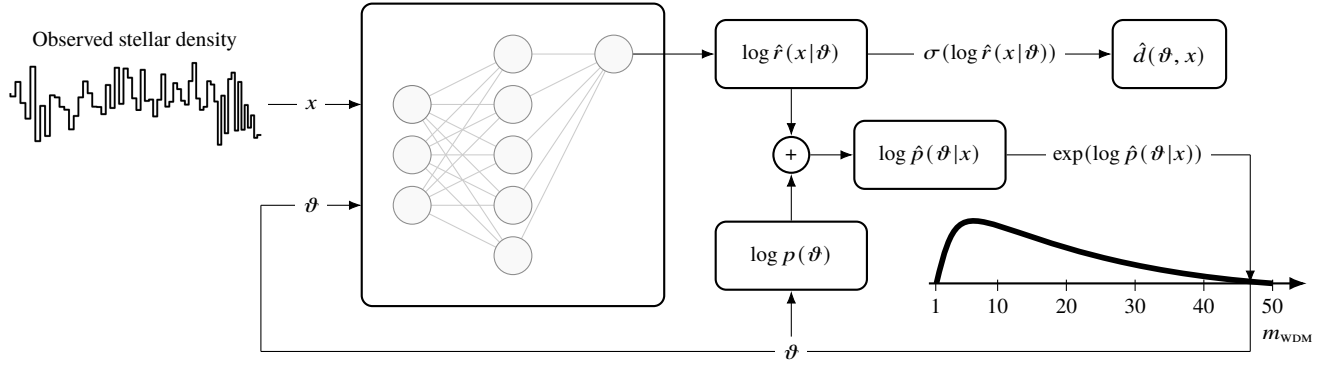 Observed stellar density
x
ϑ
log r̂(x|ϑ)
σ(log r̂(x|ϑ))
d̂(ϑ, x)
+
log p̂(ϑ|x)
exp(log p̂(ϑ|x))
log p(ϑ)
1 10 20 30 40 50
m_WDM
ϑ